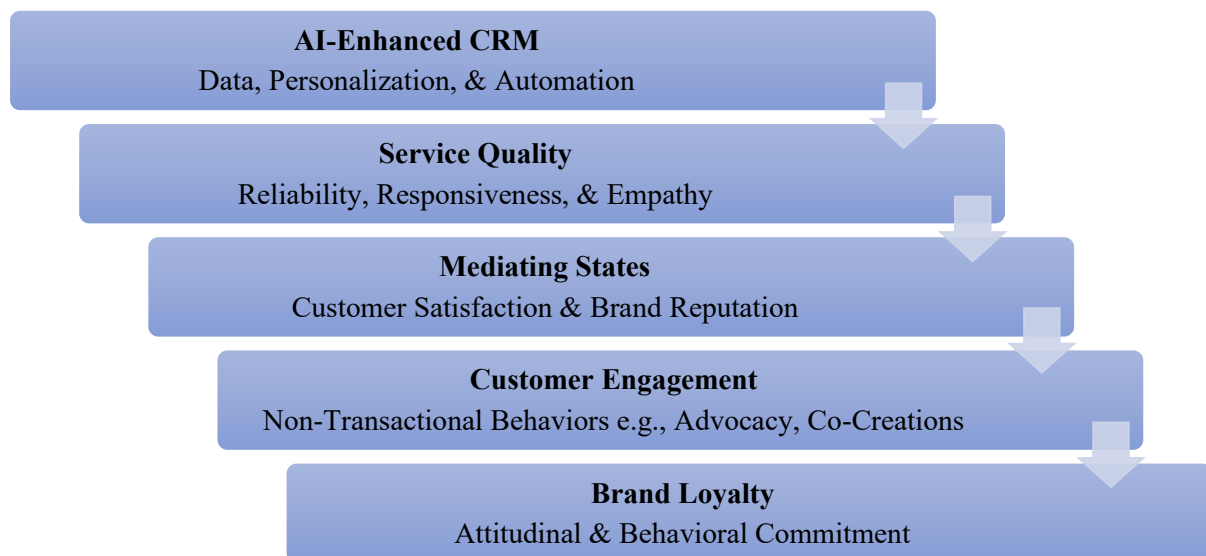 AI-Enhanced CRM
Data, Personalization, & Automation
Service Quality
Reliability, Responsiveness, & Empathy
Mediating States
Customer Satisfaction & Brand Reputation
Customer Engagement
Non-Transactional Behaviors e.g., Advocacy, Co-Creations
Brand Loyalty
Attitudinal & Behavioral Commitment